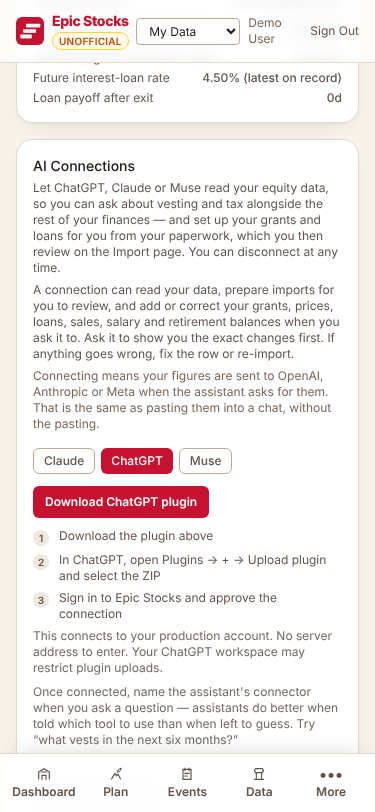 Epic Stocks
UNOFFICIAL
My Data
Demo
User
Sign Out
Future interest-loan rate
4.50% (latest on record)
Loan payoff after exit
0d
AI Connections
Let ChatGPT, Claude or Muse read your equity data,
so you can ask about vesting and tax alongside the
rest of your finances — and set up your grants and
loans for you from your paperwork, which you then
review on the Import page. You can disconnect at any
time.
A connection can read your data, prepare imports for
you to review, and add or correct your grants, prices,
loans, sales, salary and retirement balances when you
ask it to. Ask it to show you the exact changes first. If
anything goes wrong, fix the row or re-import.
Connecting means your figures are sent to OpenAI,
Anthropic or Meta when the assistant asks for them.
That is the same as pasting them into a chat, without
the pasting.
Claude
ChatGPT
Muse
Download ChatGPT plugin
1 Download the plugin above
2 In ChatGPT, open Plugins → + → Upload plugin
and select the ZIP
3 Sign in to Epic Stocks and approve the
connection
This connects to your production account. No server
address to enter. Your ChatGPT workspace may
restrict plugin uploads.
Once connected, name the assistant's connector
when you ask a question — assistants do better when
told which tool to use than when left to guess. Try
“what vests in the next six months?”
Dashboard
Plan
Events
Data
More